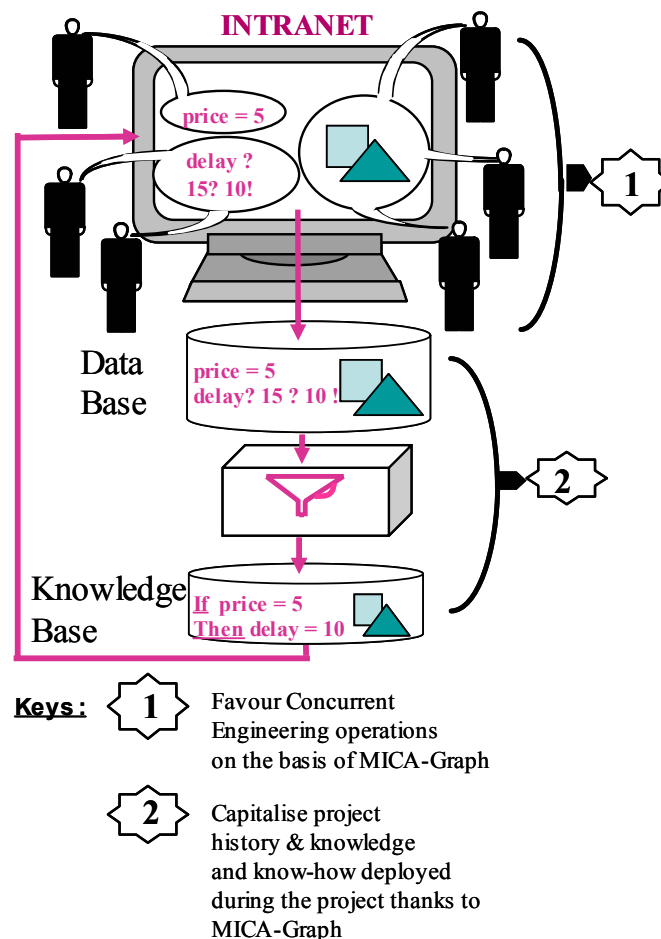 INTRANET
price = 5
delay ?
15? 10!
1
Data
Base
price = 5
delay? 15 ? 10 !
2
Knowledge
Base
If price = 5
Then delay = 10
Keys:
1
Favour Concurrent
Engineering operations
on the basis of MICA-Graph
2
Capitalise project
history & knowledge
and know-how deployed
during the project thanks to
MICA-Graph